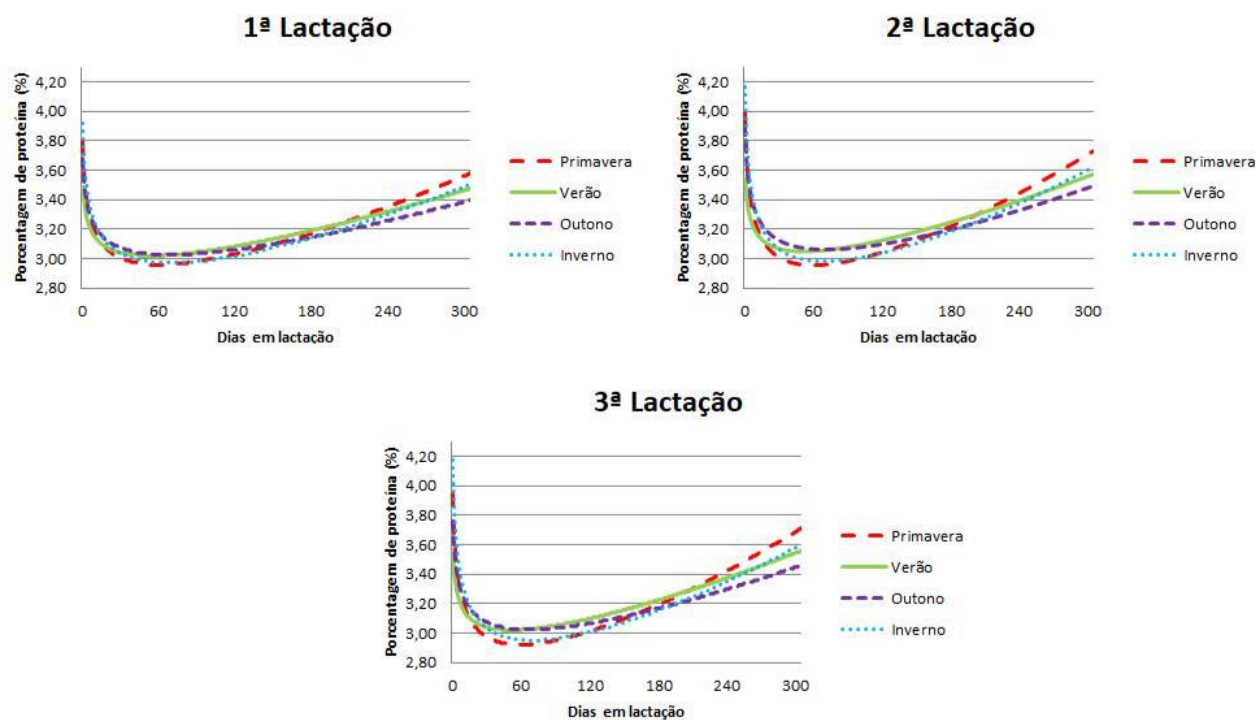 1ª Lactação
Porcentagem de proteína (%)
4,20
4,00
3,80
3,60
3,40
3,20
3,00
2,80
0 60 120 180 240 300
Dias em lactação
Primavera
Verão
Outono
Inverno
2ª Lactação
Porcentagem de proteína (%)
4,20
4,00
3,80
3,60
3,40
3,20
3,00
2,80
0 60 120 180 240 300
Dias em lactação
Primavera
Verão
Outono
Inverno
3ª Lactação
Porcentagem de proteína (%)
4,20
4,00
3,80
3,60
3,40
3,20
3,00
2,80
0 60 120 180 240 300
Dias em lactação
Primavera
Verão
Outono
Inverno